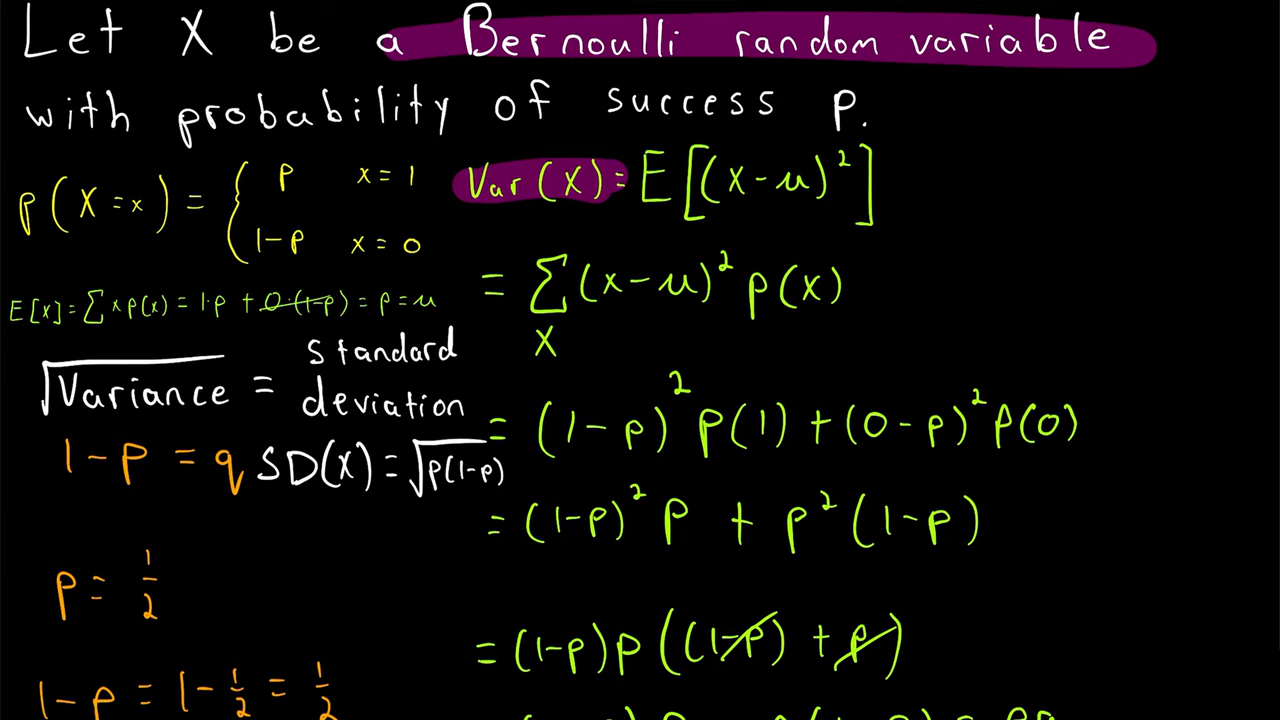 Let X be a Bernoulli random variable
with probability of success p.
p(X=x) = { p x=1
1-p x=0
E[x]=∑xp(x)=1·p+0·(1-p)=p=μ
√Variance = standard deviation
1-p = q
SD(X)=√p(1-p)
p = 1/2
1-p = 1-1/2 = 1/2
Var(X)= E[(x-μ)²]
= ∑(x-μ)² p(x)
X
= (1-p)² p(1) + (0-p)² p(0)
= (1-p)² p + p² (1-p)
= (1-p)p((1-p)+p)